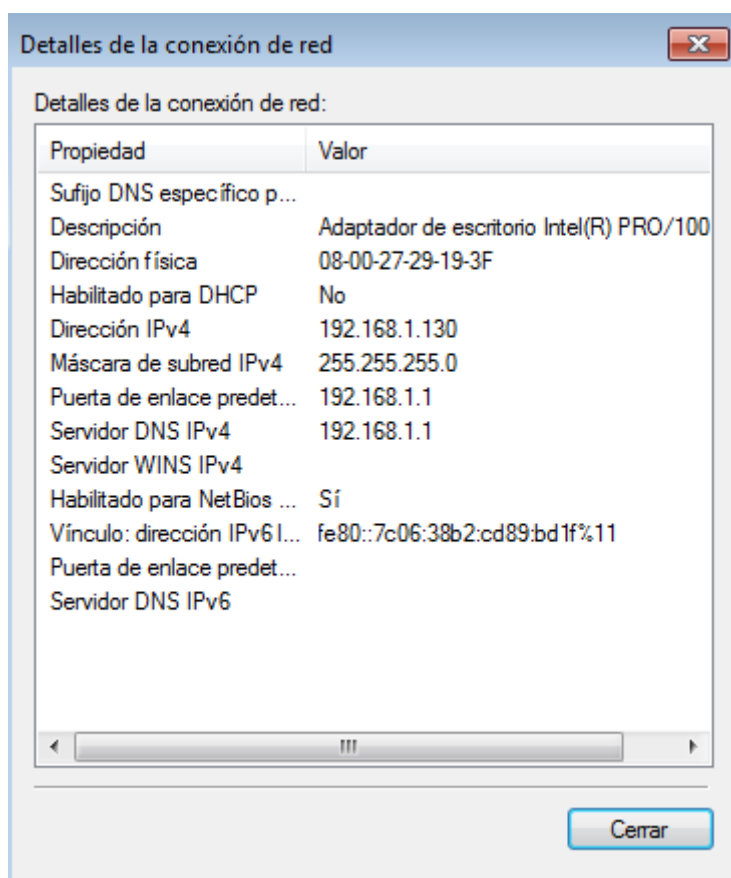 Detalles de la conexión de red
Detalles de la conexión de red:
Propiedad Valor
Sufijo DNS específico p...
Descripción Adaptador de escritorio Intel(R) PRO/100
Dirección física 08-00-27-29-19-3F
Habilitado para DHCP No
Dirección IPv4 192.168.1.130
Máscara de subred IPv4 255.255.255.0
Puerta de enlace predet... 192.168.1.1
Servidor DNS IPv4 192.168.1.1
Servidor WINS IPv4
Habilitado para NetBios ... Sí
Vínculo: dirección IPv6 l... fe80::7c06:38b2:cd89:bd1f%11
Puerta de enlace predet...
Servidor DNS IPv6
Cerrar